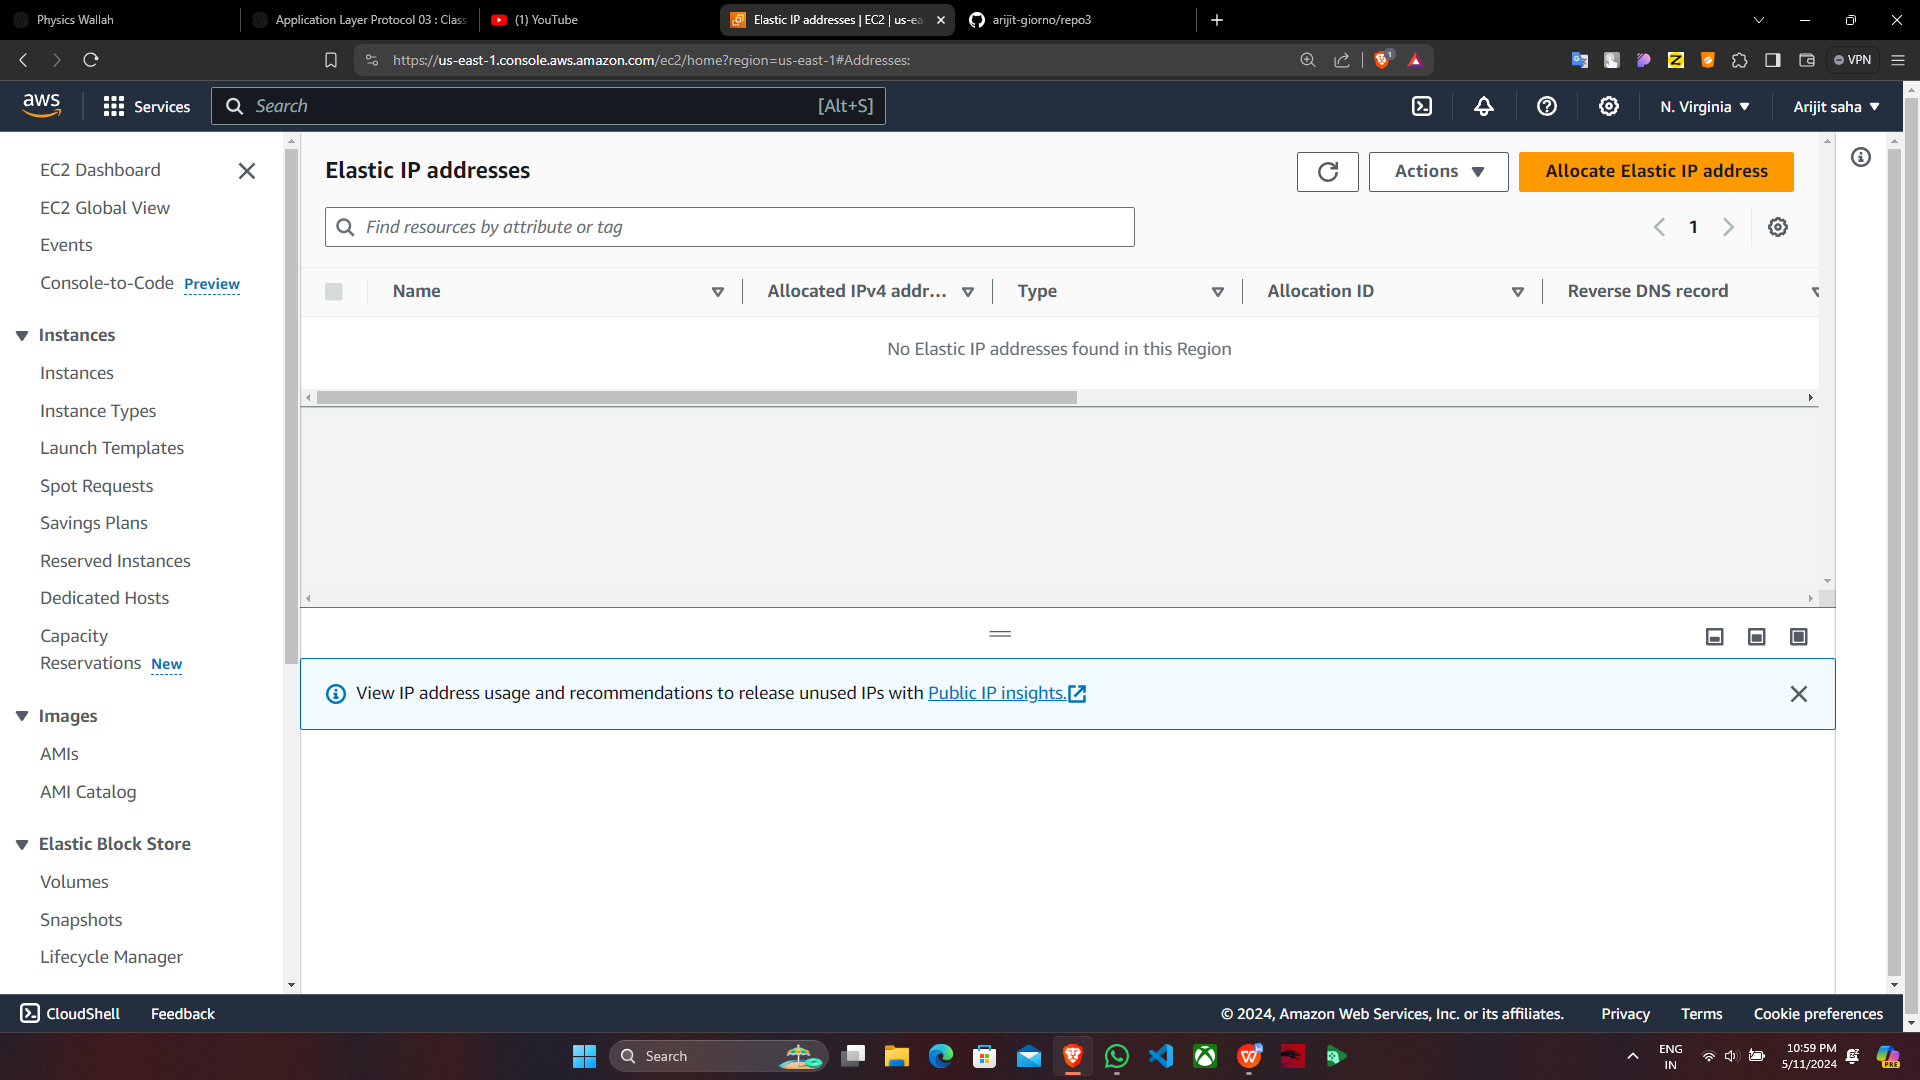 Physics Wallah
Application Layer Protocol 03 : Class
(1) YouTube
Elastic IP addresses | EC2 | us-ea
arijit-giorno/repo3
https://us-east-1.console.aws.amazon.com/ec2/home?region=us-east-1#Addresses:
1
VPN
aws
Services
Search
[Alt+S]
N. Virginia
Arijit saha
EC2 Dashboard
EC2 Global View
Events
Console-to-Code Preview
Instances
Instances
Instance Types
Launch Templates
Spot Requests
Savings Plans
Reserved Instances
Dedicated Hosts
Capacity
Reservations New
Images
AMIs
AMI Catalog
Elastic Block Store
Volumes
Snapshots
Lifecycle Manager
Elastic IP addresses
Actions
Allocate Elastic IP address
Find resources by attribute or tag
1
Name
Allocated IPv4 addr...
Type
Allocation ID
Reverse DNS record
No Elastic IP addresses found in this Region
View IP address usage and recommendations to release unused IPs with Public IP insights.
CloudShell
Feedback
© 2024, Amazon Web Services, Inc. or its affiliates.
Privacy
Terms
Cookie preferences
Search
ENG
IN
10:59 PM
5/11/2024
PRE